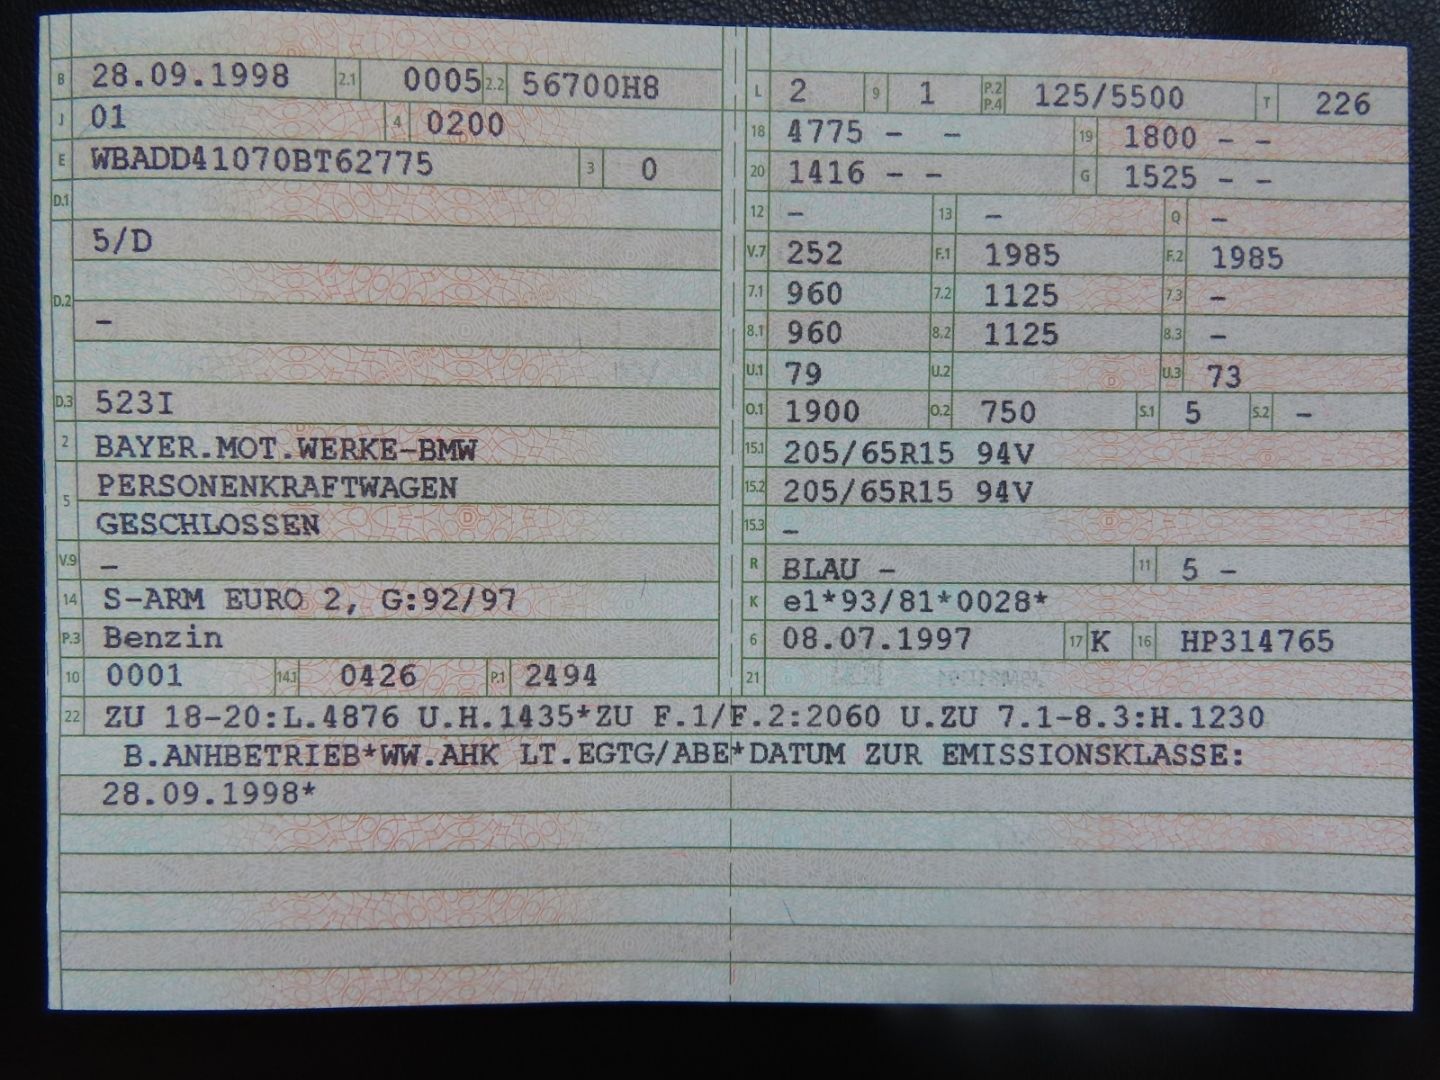 B 28.09.1998 2.1 0005 2.2 56700H8
J 01 4 0200
E WBADD41070BT62775 3 0
D.1
5/D
D.2
–
D.3 523I
2 BAYER.MOT.WERKE-BMW
5 PERSONENKRAFTWAGEN
GESCHLOSSEN
V.9 –
14 S-ARM EURO 2, G:92/97
P.3 Benzin
10 0001 14.1 0426 P.1 2494
L 2 9 1 P.2 P.4 125/5500 T 226
18 4775 – – 19 1800 – –
20 1416 – – G 1525 – –
12 – 13 – Q –
V.7 252 F.1 1985 F.2 1985
7.1 960 7.2 1125 7.3 –
8.1 960 8.2 1125 8.3 –
U.1 79 U.2 U.3 73
O.1 1900 O.2 750 S.1 5 S.2 –
15.1 205/65R15 94V
15.2 205/65R15 94V
15.3 –
R BLAU – 11 5 –
K e1*93/81*0028*
6 08.07.1997 17 K 16 HP314765
21
22 ZU 18-20:L.4876 U.H.1435*ZU F.1/F.2:2060 U.ZU 7.1-8.3:H.1230
B.ANHBETRIEB*WW.AHK LT.EGTG/ABE*DATUM ZUR EMISSIONSKLASSE:
28.09.1998*